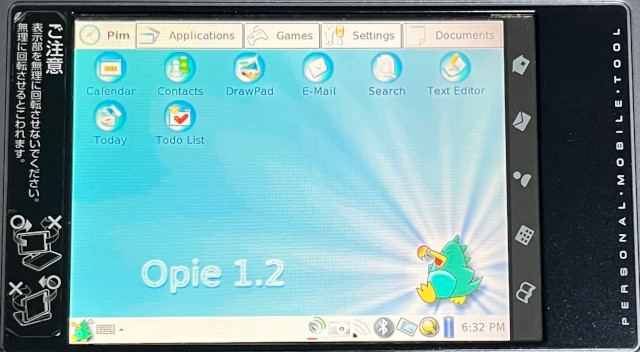 ご注意
表示部を無理に回転させないでください。
無理に回転させるとこわれます。
Pim
Applications
Games
Settings
Documents
Calendar
Contacts
DrawPad
E-Mail
Search
Text Editor
Today
Todo List
Opie 1.2
6:32 PM
PERSONAL•MOBILE•TOOL